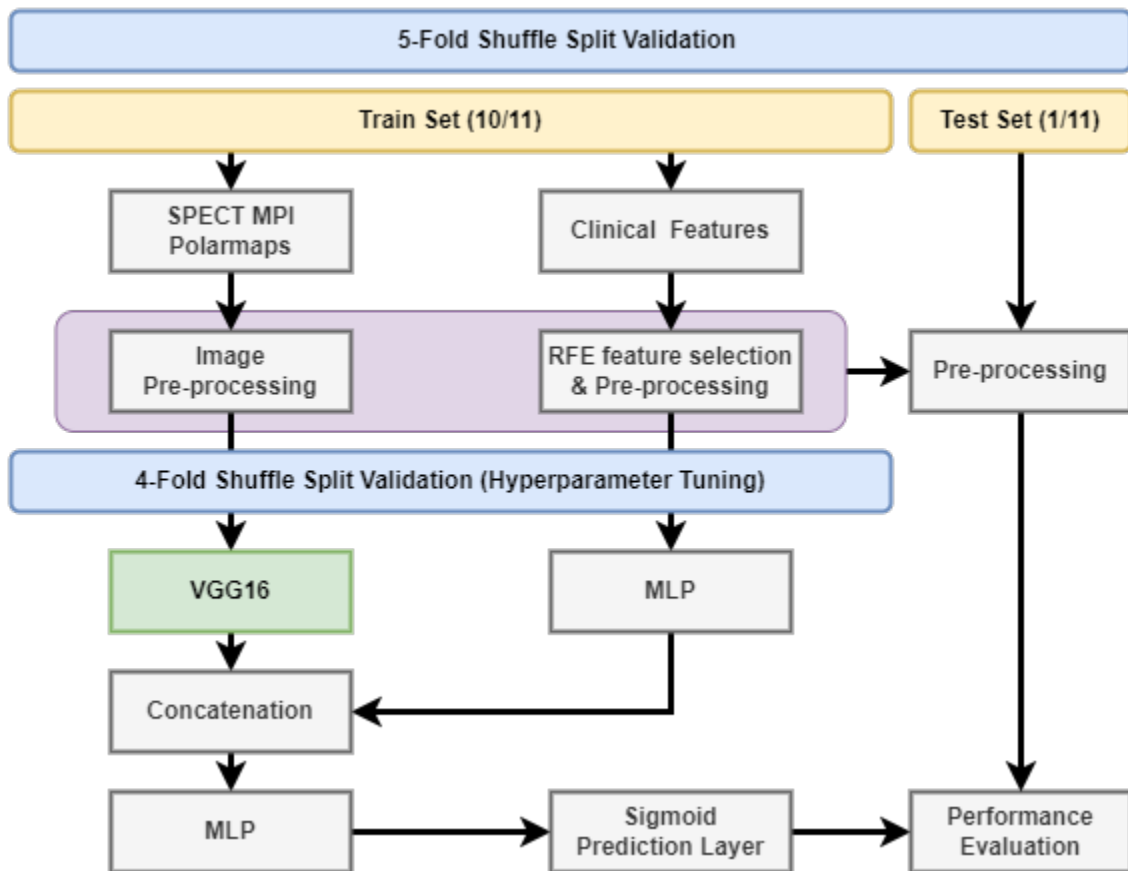 5-Fold Shuffle Split Validation
Train Set (10/11)
Test Set (1/11)
SPECT MPI
Polarmaps
Clinical Features
Image
Pre-processing
RFE feature selection
& Pre-processing
Pre-processing
4-Fold Shuffle Split Validation (Hyperparameter Tuning)
VGG16
MLP
Concatenation
MLP
Sigmoid
Prediction Layer
Performance
Evaluation